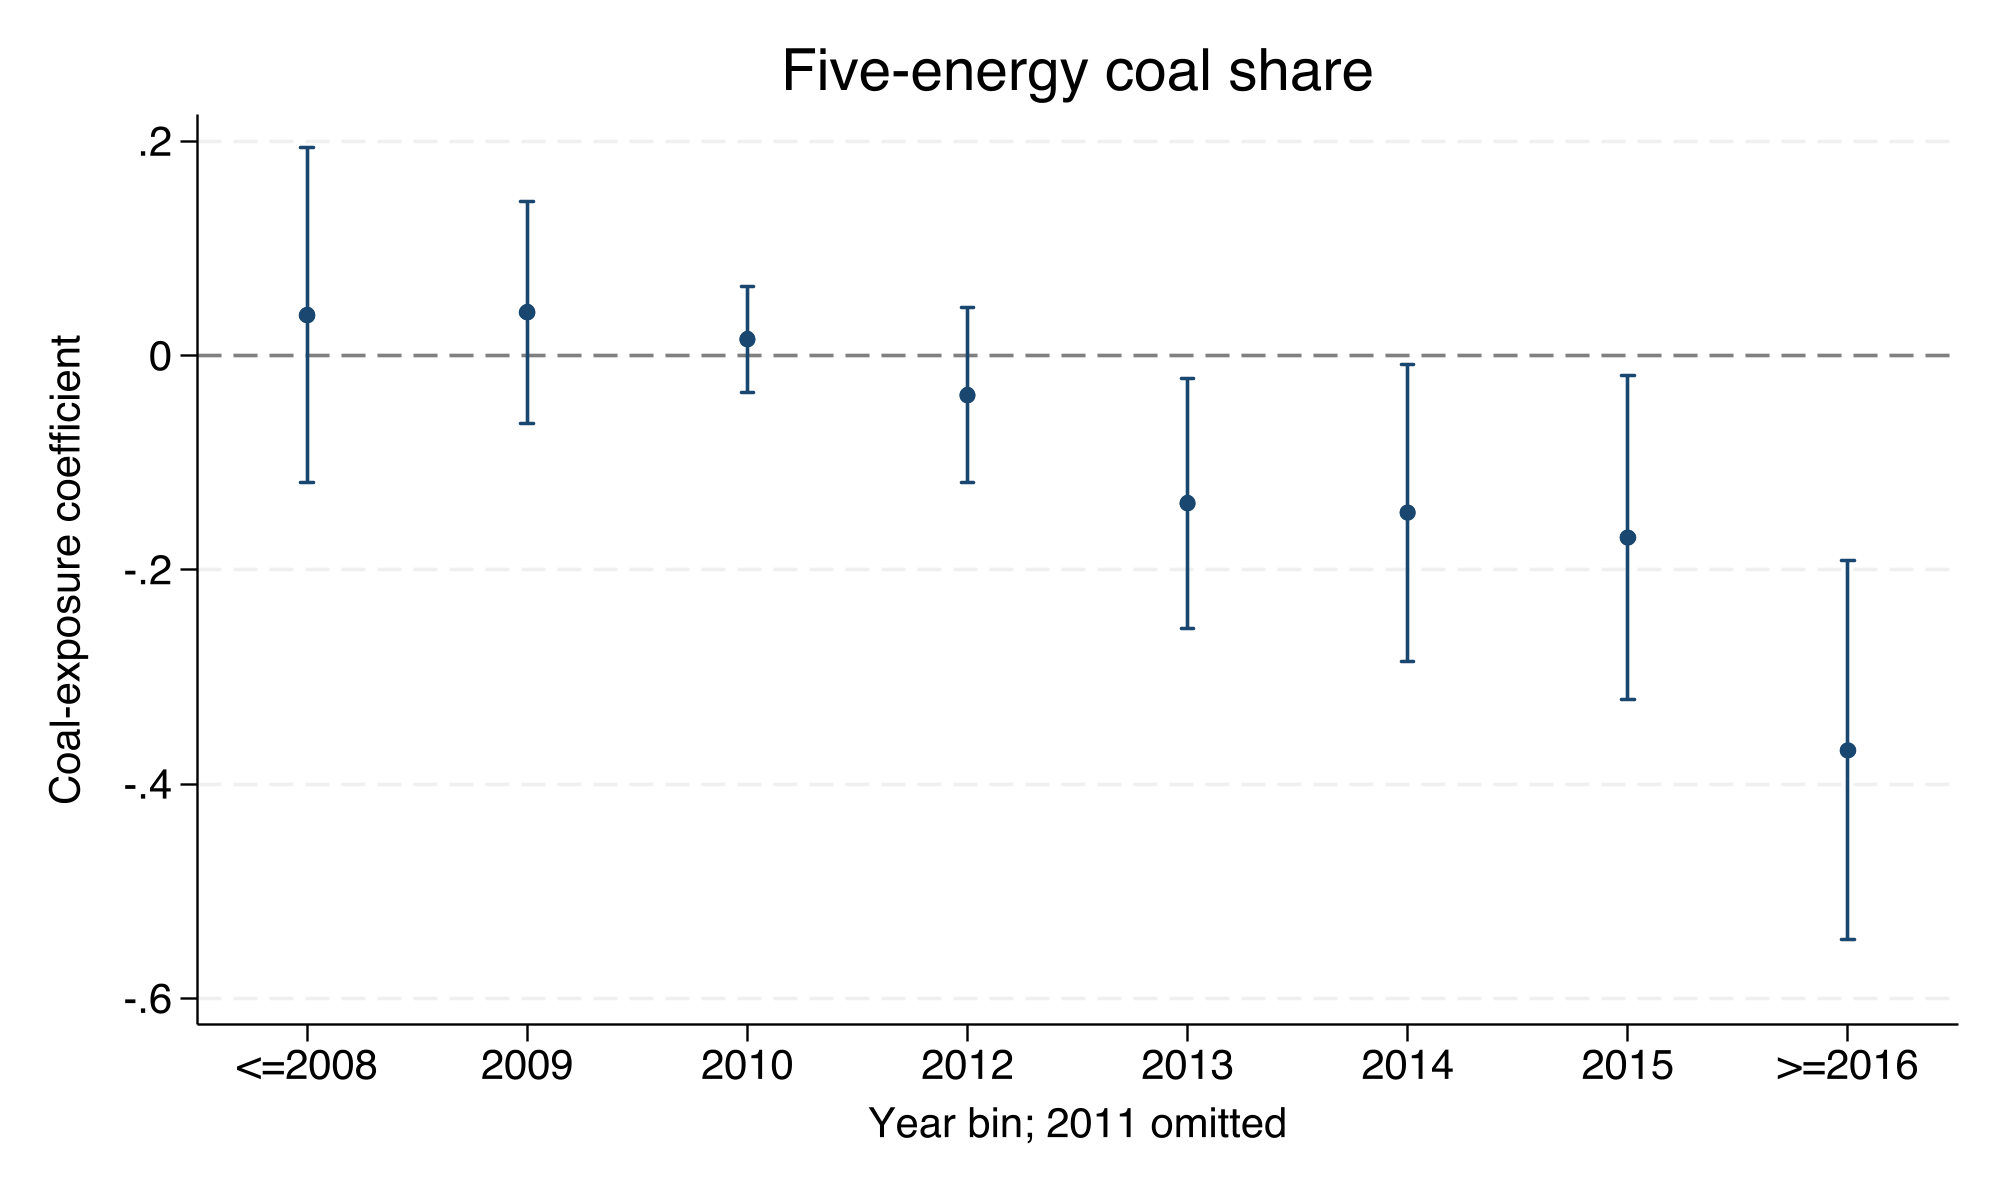 Five-energy coal share
Coal-exposure coefficient
.2
0
-.2
-.4
-.6
<=2008 2009 2010 2012 2013 2014 2015 >=2016
Year bin; 2011 omitted